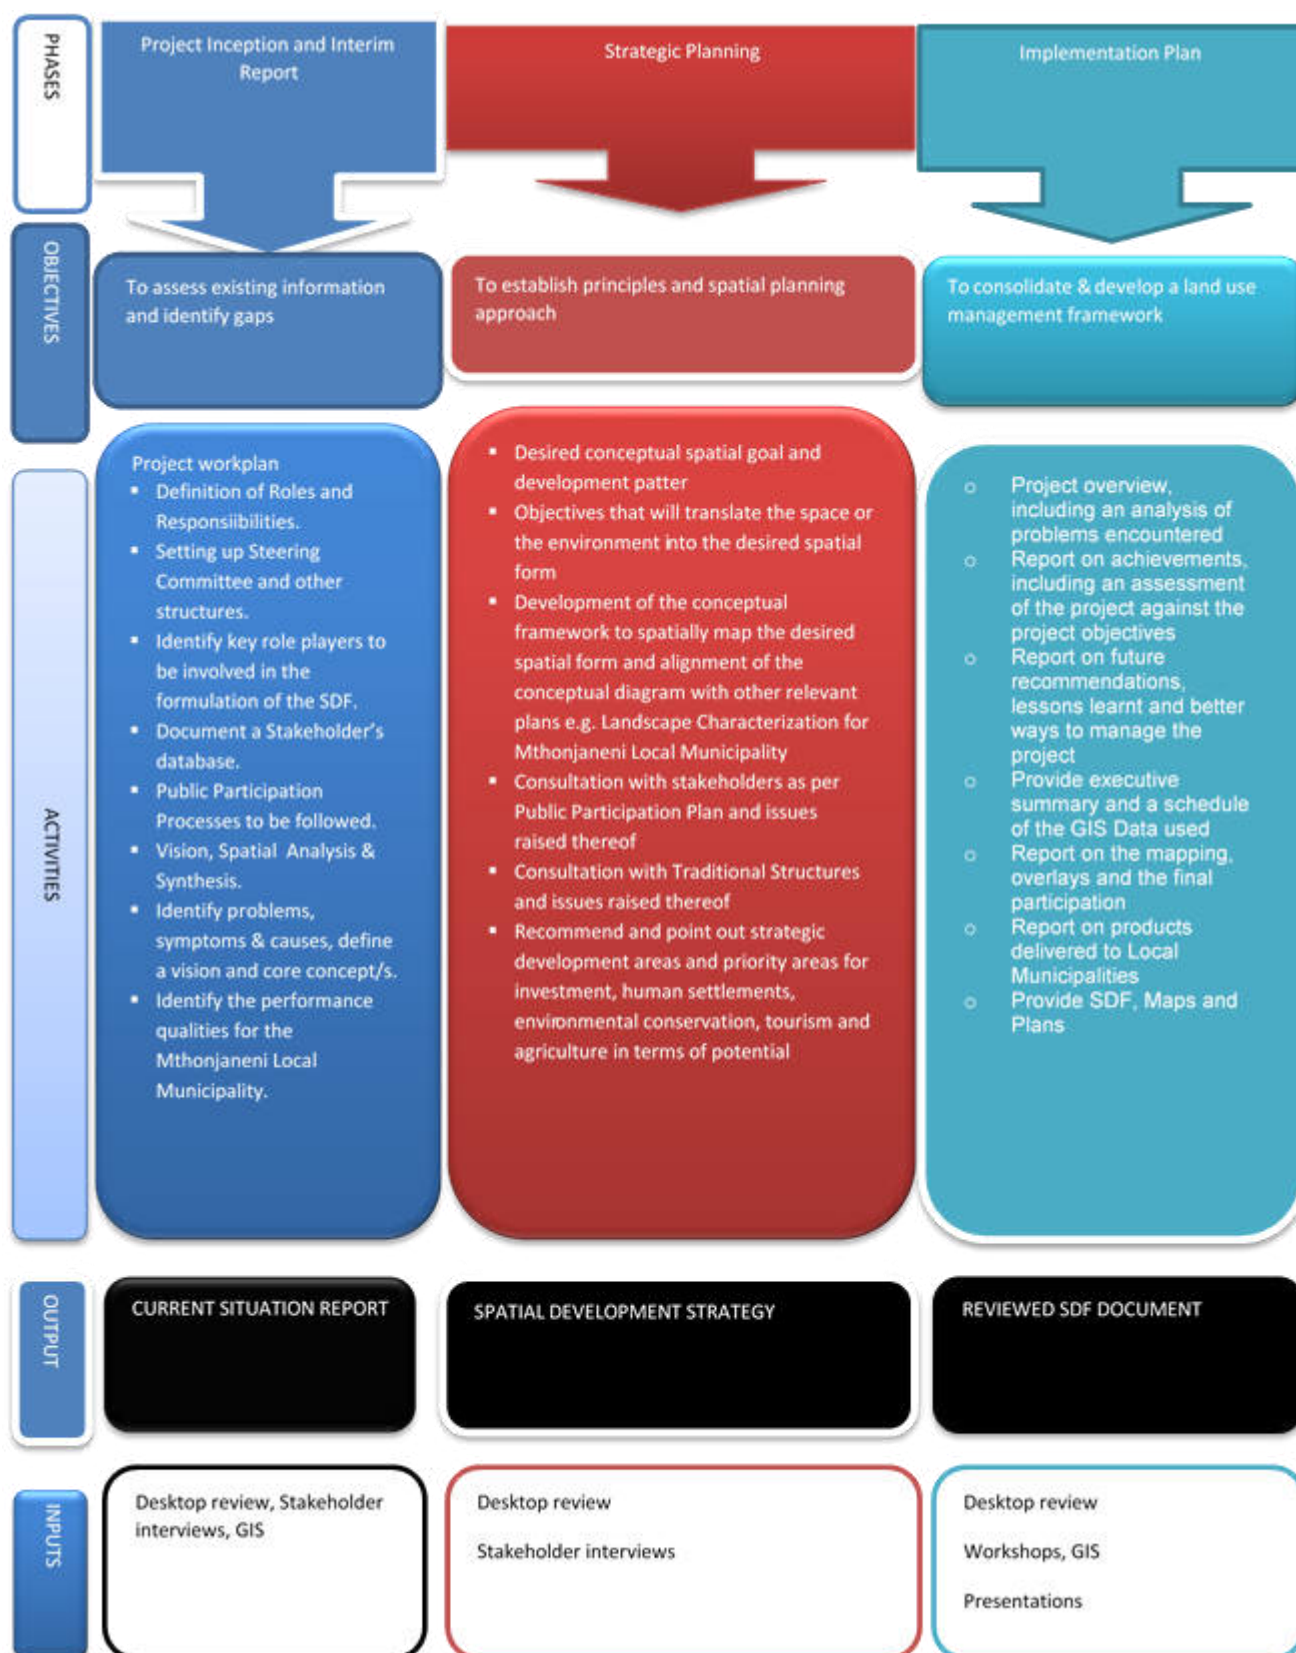 PHASES
Project Inception and Interim
Report
Strategic Planning
Implementation Plan
OBJECTIVES
To assess existing information
and identify gaps
To establish principles and spatial planning
approach
To consolidate & develop a land use
management framework
ACTIVITIES
Project workplan
▪ Definition of Roles and
Responsiibilities.
▪ Setting up Steering
Committee and other
structures.
▪ Identify key role players to
be involved in the
formulation of the SDF.
▪ Document a Stakeholder's
database.
▪ Public Participation
Processes to be followed.
▪ Vision, Spatial Analysis &
Synthesis.
▪ Identify problems,
symptoms & causes, define
a vision and core concept/s.
▪ Identify the performance
qualities for the
Mthonjaneni Local
Municipality.
▪ Desired conceptual spatial goal and
development patter
▪ Objectives that will translate the space or
the environment into the desired spatial
form
▪ Development of the conceptual
framework to spatially map the desired
spatial form and alignment of the
conceptual diagram with other relevant
plans e.g. Landscape Characterization for
Mthonjaneni Local Municipality
▪ Consultation with stakeholders as per
Public Participation Plan and issues
raised thereof
▪ Consultation with Traditional Structures
and issues raised thereof
▪ Recommend and point out strategic
development areas and priority areas for
investment, human settlements,
environmental conservation, tourism and
agriculture in terms of potential
o Project overview,
including an analysis of
problems encountered
o Report on achievements,
including an assessment
of the project against the
project objectives
o Report on future
recommendations,
lessons learnt and better
ways to manage the
project
o Provide executive
summary and a schedule
of the GIS Data used
o Report on the mapping,
overlays and the final
participation
o Report on products
delivered to Local
Municipalities
o Provide SDF, Maps and
Plans
OUTPUT
CURRENT SITUATION REPORT
SPATIAL DEVELOPMENT STRATEGY
REVIEWED SDF DOCUMENT
INPUTS
Desktop review, Stakeholder
interviews, GIS
Desktop review
Stakeholder interviews
Desktop review
Workshops, GIS
Presentations